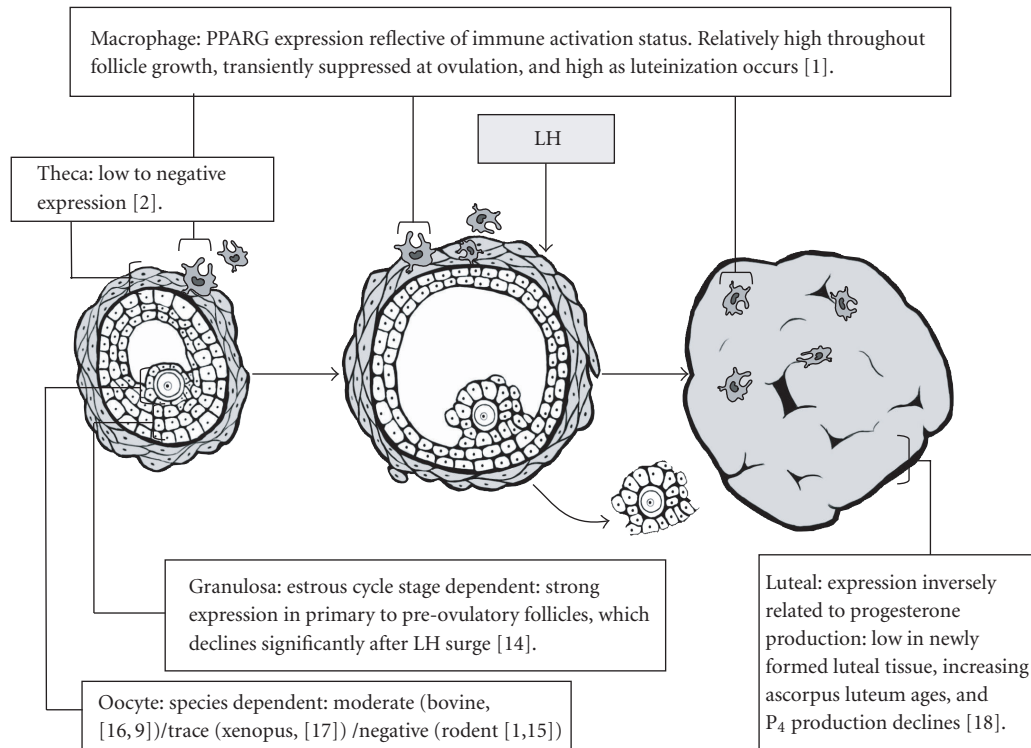 Macrophage: PPARG expression reflective of immune activation status. Relatively high throughout
follicle growth, transiently suppressed at ovulation, and high as luteinization occurs [1].
LH
Theca: low to negative
expression [2].
Granulosa: estrous cycle stage dependent: strong
expression in primary to pre-ovulatory follicles, which
declines significantly after LH surge [14].
Oocyte: species dependent: moderate (bovine,
[16, 9])/trace (xenopus, [17]) /negative (rodent [1,15])
Luteal: expression inversely
related to progesterone
production: low in newly
formed luteal tissue, increasing
ascorpus luteum ages, and
P₄ production declines [18].